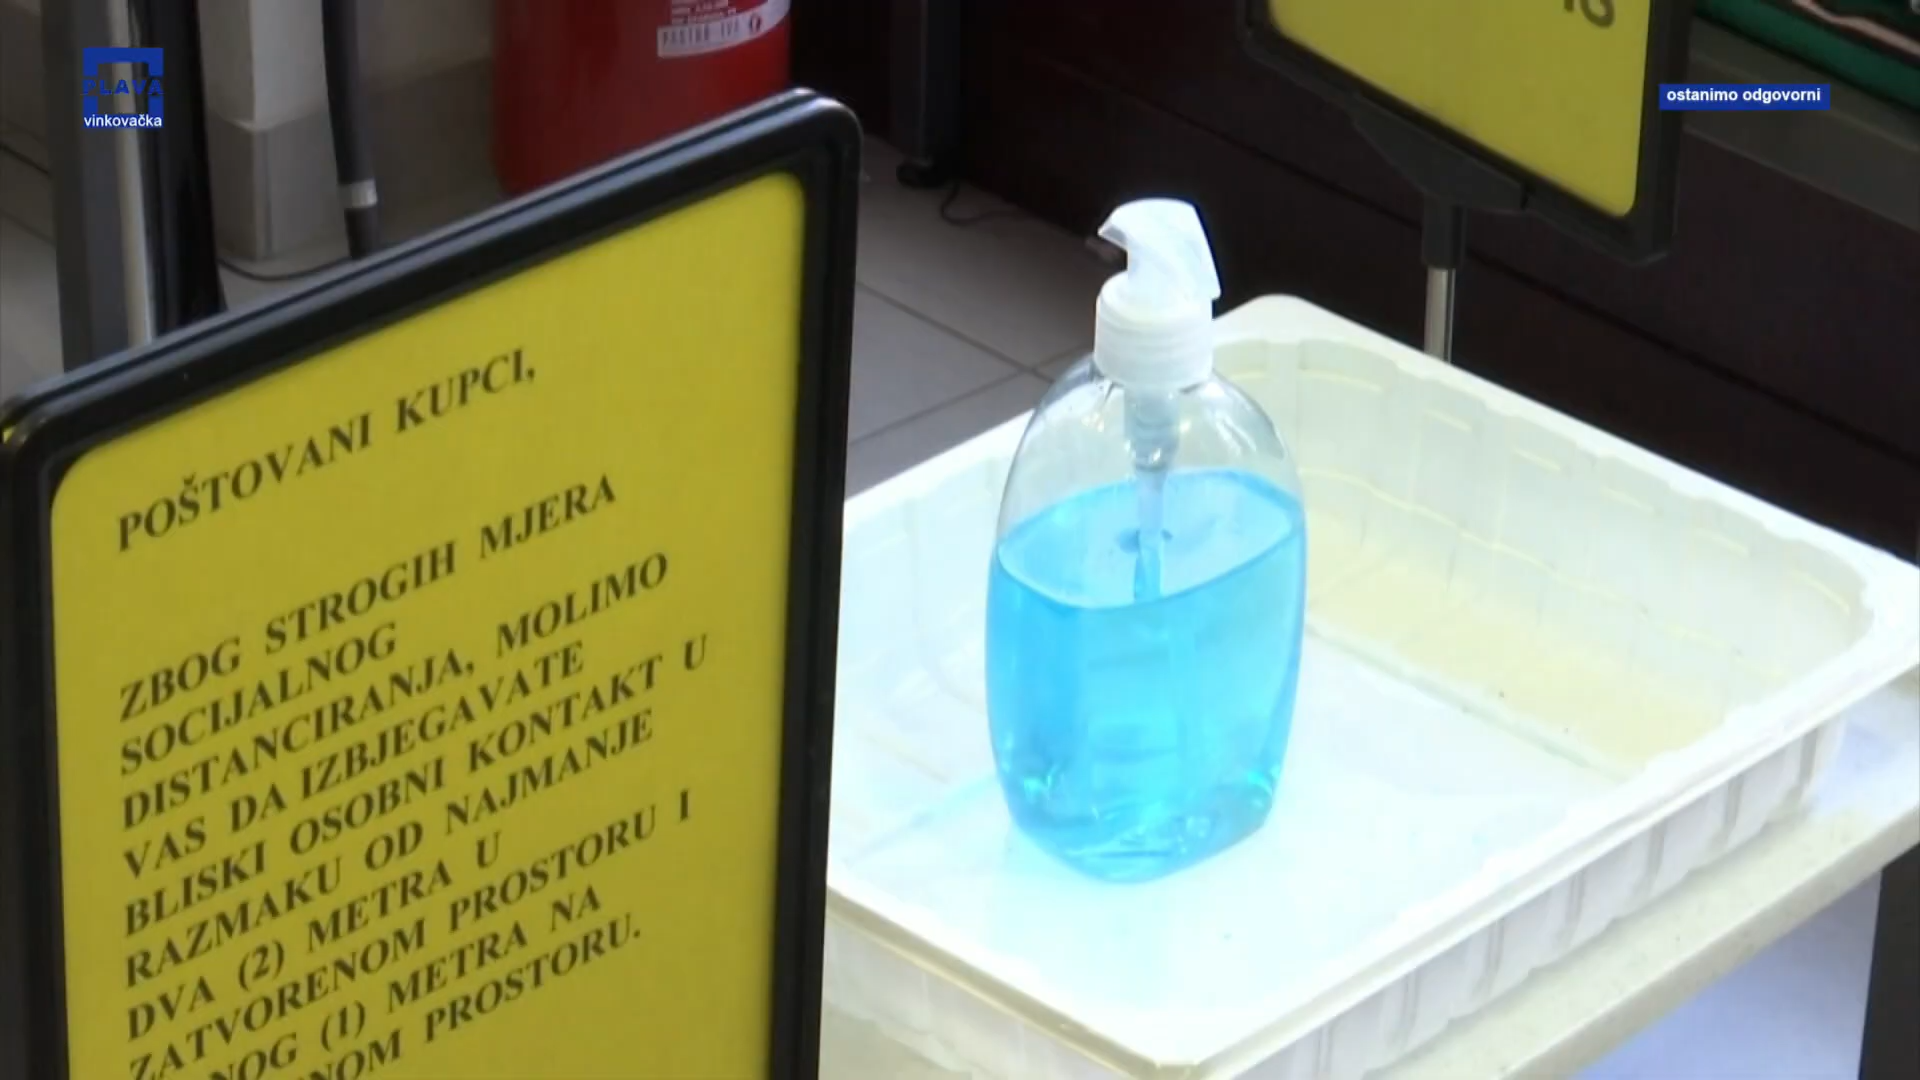 PLAVA
vinkovačka
ostanimo odgovorni
POŠTOVANI KUPCI,
ZBOG STROGIH MJERA
SOCIJALNOG
DISTANCIRANJA, MOLIMO
VAS DA IZBJEGAVATE
BLISKI OSOBNI KONTAKT U
RAZMAKU OD NAJMANJE
DVA (2) METRA U
ZATVORENOM PROSTORU I
(1) METRA NA
PROSTORU.